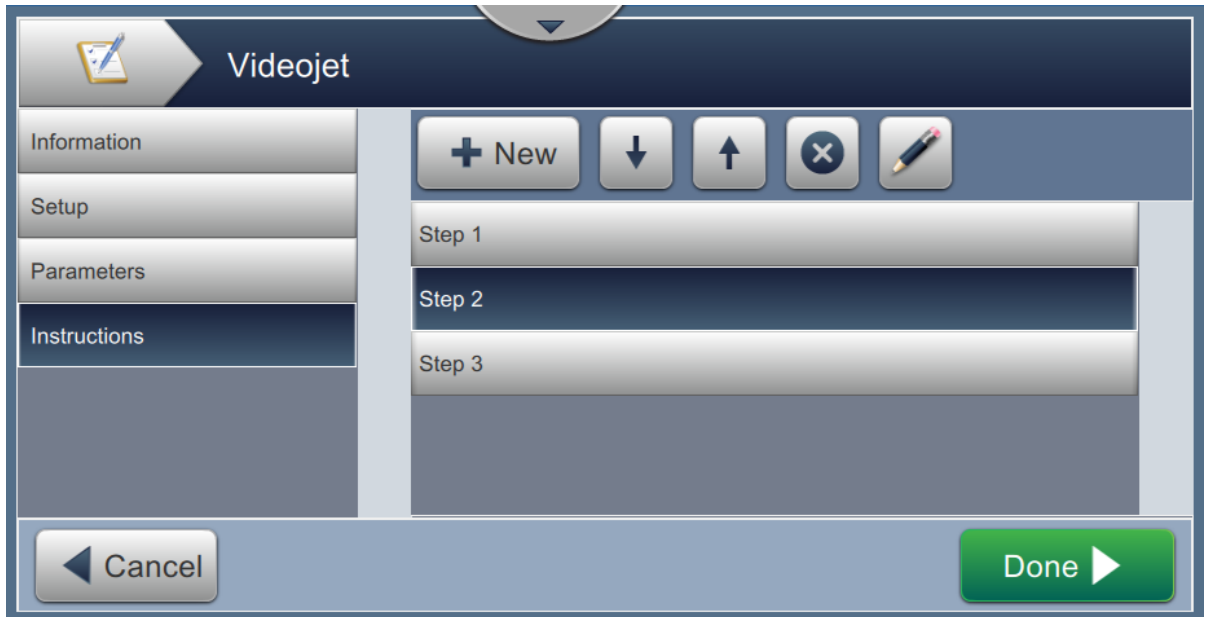 Videojet
Information
Setup
Parameters
Instructions
New
Step 1
Step 2
Step 3
Cancel
Done